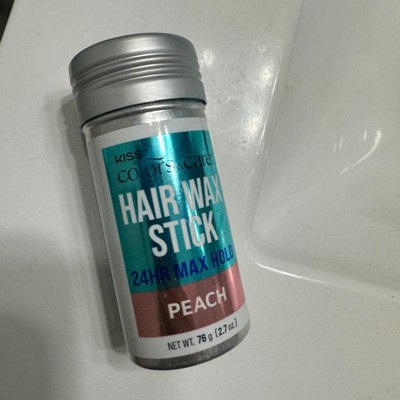 KISS
colors & care
HAIR WAX
STICK
24HR MAX HOLD
PEACH
NET WT. 76 g (2.7 oz.)